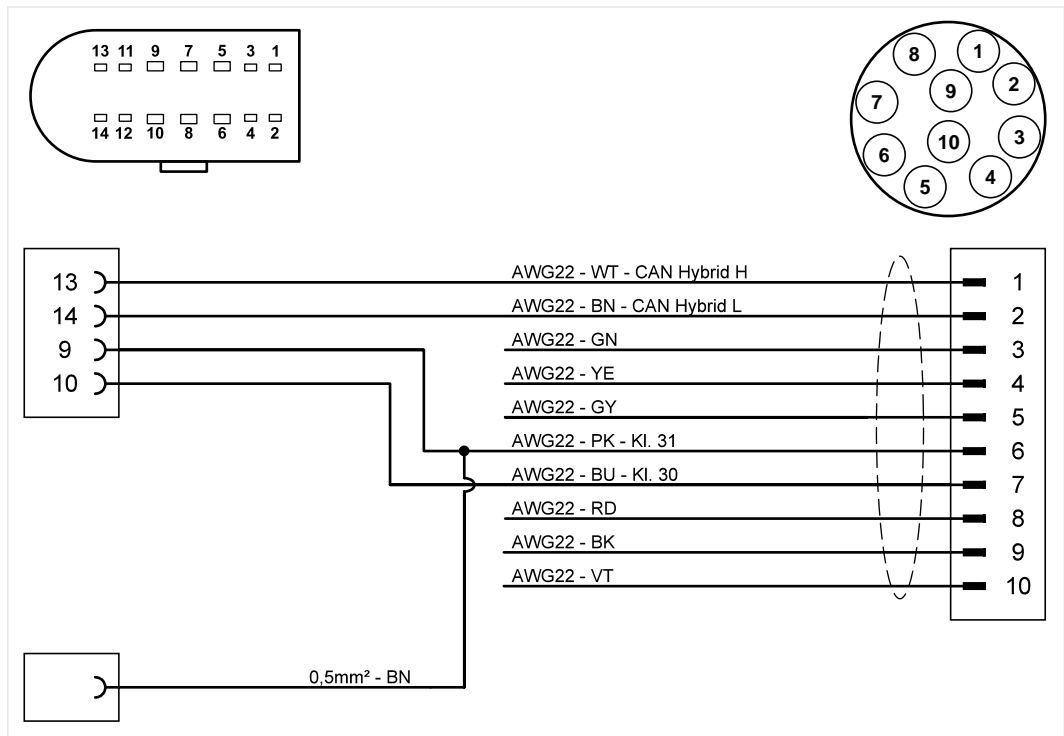 13 11 9 7 5 3 1
14 12 10 8 6 4 2
8 1
9 2
7
10 3
6
5 4
13 AWG22 - WT - CAN Hybrid H 1
14 AWG22 - BN - CAN Hybrid L 2
9 AWG22 - GN 3
10 AWG22 - YE 4
AWG22 - GY 5
AWG22 - PK - Kl. 31 6
AWG22 - BU - Kl. 30 7
AWG22 - RD 8
AWG22 - BK 9
AWG22 - VT 10
0,5mm² - BN